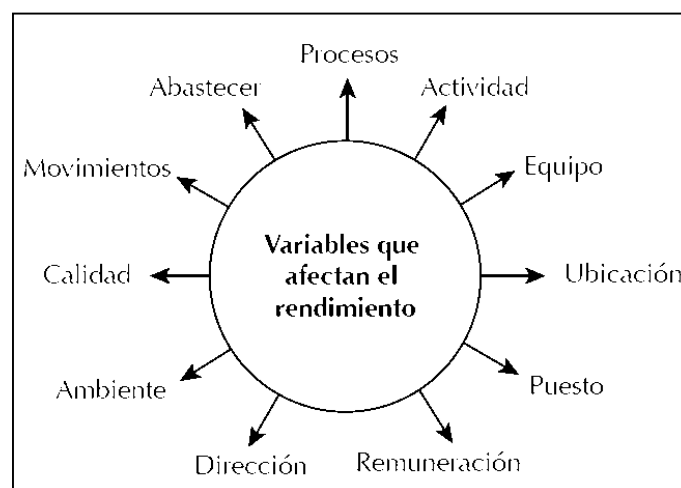 Procesos
Abastecer
Actividad
Movimientos
Equipo
Variables que
afectan el
rendimiento
Calidad
Ubicación
Ambiente
Puesto
Dirección
Remuneración